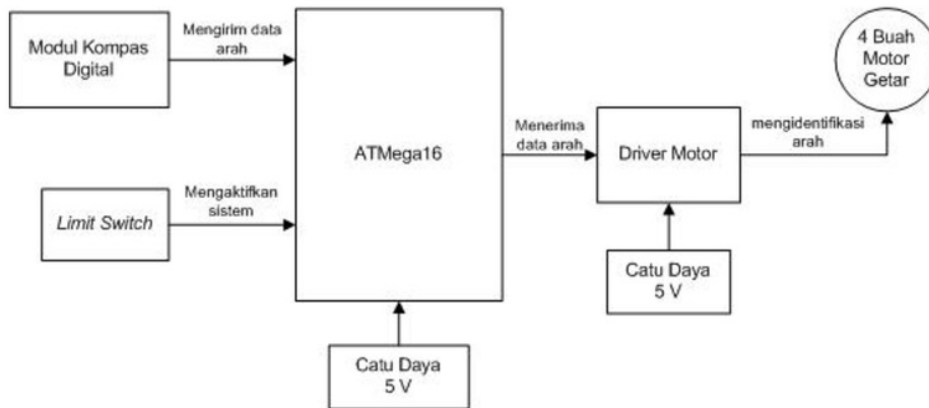 Modul Kompas
Digital
Mengirim data
arah
ATMega16
Limit Switch
Mengaktifkan
sistem
Catu Daya
5 V
Menerima
data arah
Driver Motor
Catu Daya
5 V
mengidentifikasi
arah
4 Buah
Motor
Getar